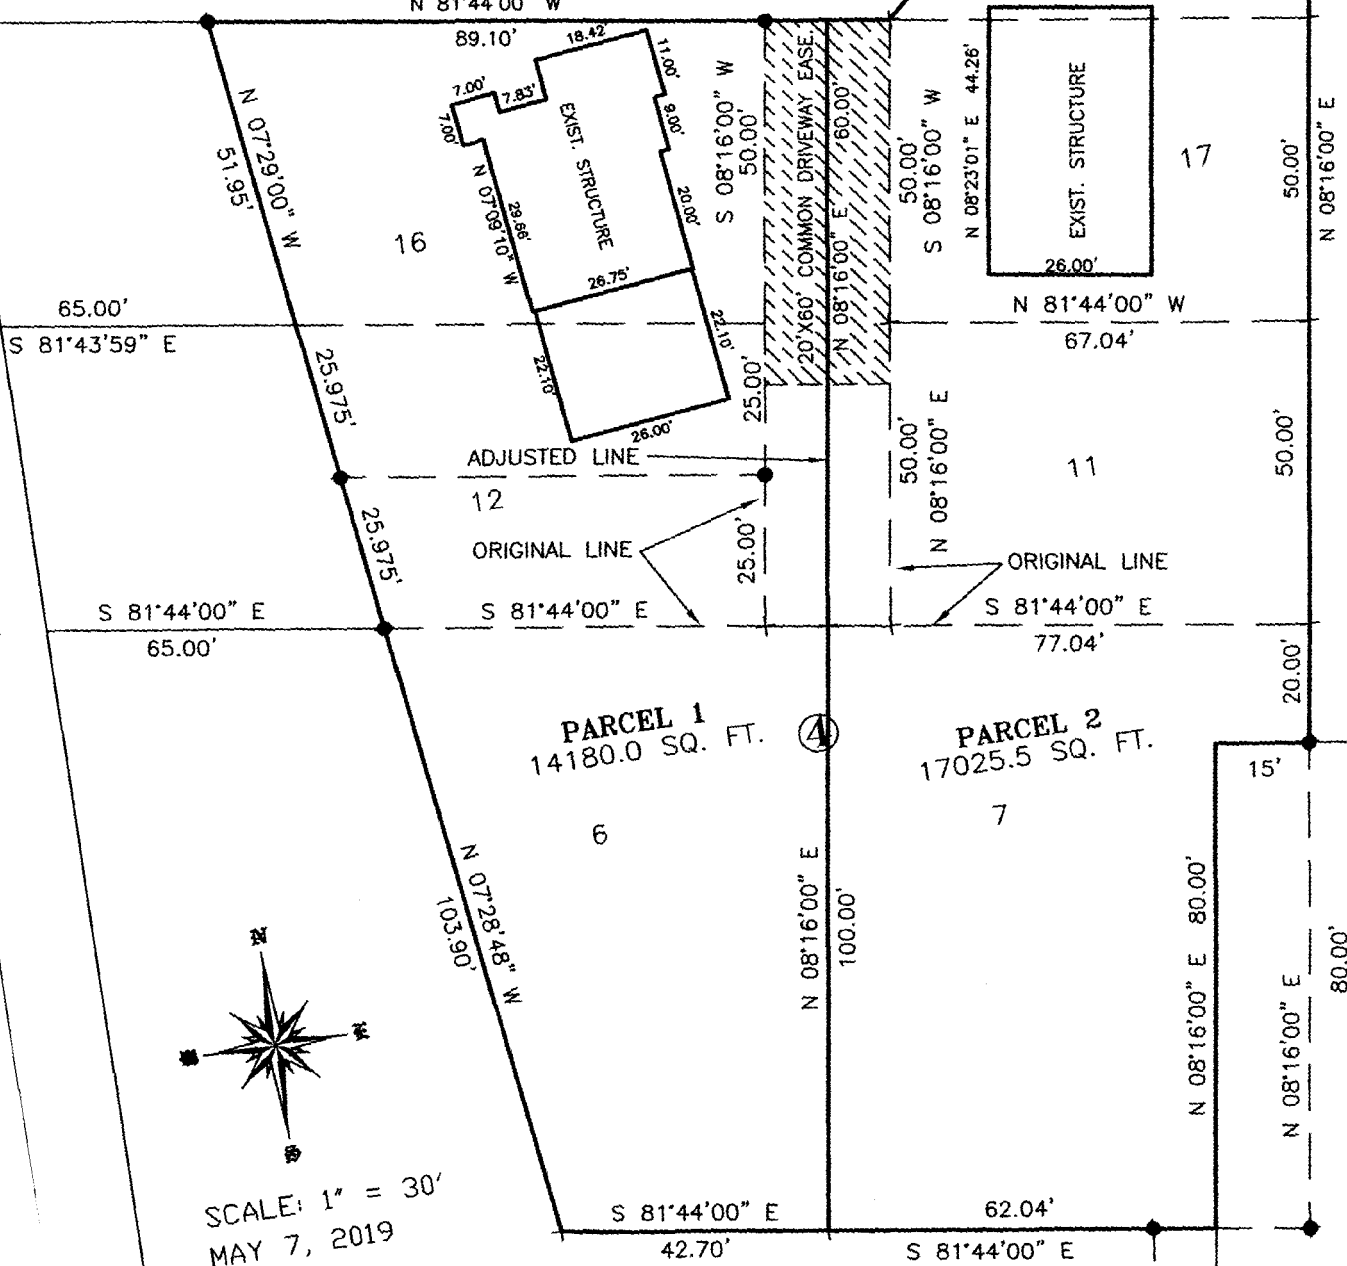 N 81°44'00" W
89.10'
18.42'
11.00'
7.00'
7.83'
7.00'
9.00'
EXIST. STRUCTURE
20.00'
N 07°29'00" W
51.95'
16
N 07°09'10" W
29.66'
26.75'
22.10'
22.10'
26.00'
S 08°16'00" W
50.00'
20'X60' COMMON DRIVEWAY EASE.
60.00'
N 08°16'00" E
50.00'
S 08°16'00" W
N 08°23'01" E 44.26'
EXIST. STRUCTURE
26.00'
17
50.00'
N 08°16'00" E
65.00'
S 81°43'59" E
N 81°44'00" W
67.04'
25.975'
25.00'
ADJUSTED LINE
12
50.00'
N 08°16'00" E
11
50.00'
25.975'
ORIGINAL LINE
25.00'
ORIGINAL LINE
S 81°44'00" E
65.00'
S 81°44'00" E
S 81°44'00" E
77.04'
20.00'
PARCEL 1
14180.0 SQ. FT.
4
PARCEL 2
17025.5 SQ. FT.
15'
6
7
N 07°28'48" W
103.90'
N 08°16'00" E
100.00'
N 08°16'00" E 80.00'
N 08°16'00" E
80.00'
N
S
SCALE: 1" = 30'
MAY 7, 2019
S 81°44'00" E
42.70'
62.04'
S 81°44'00" E